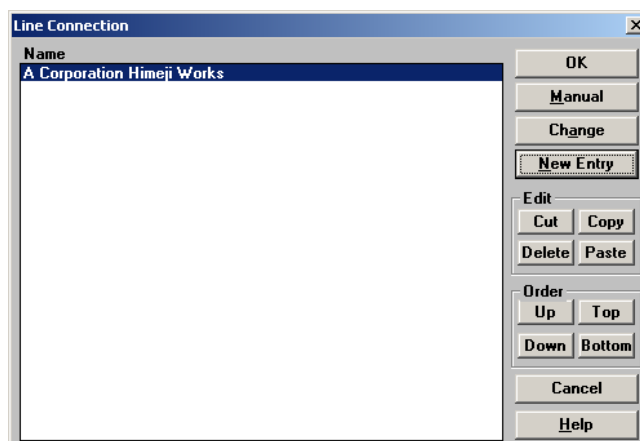 Line Connection
Name
A Corporation Himeji Works
OK
Manual
Change
New Entry
Edit
Cut Copy
Delete Paste
Order
Up Top
Down Bottom
Cancel
Help